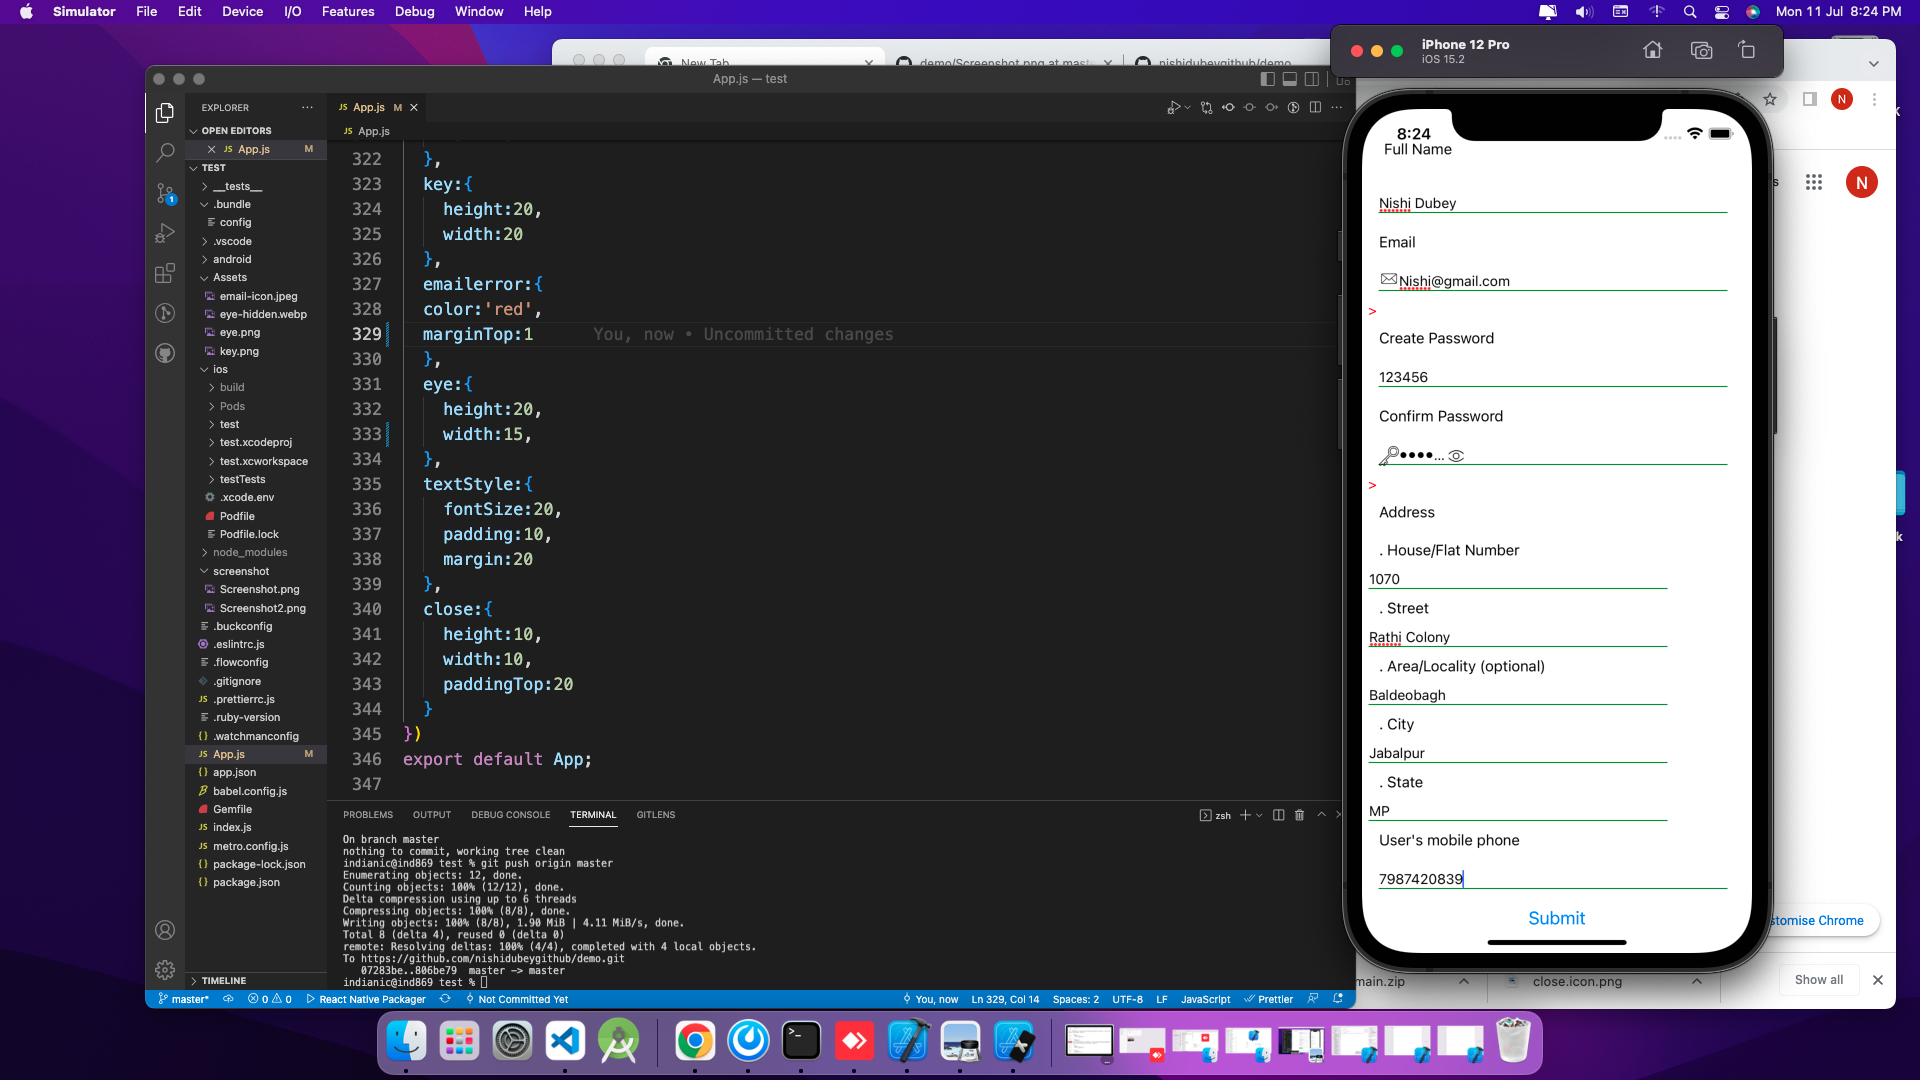 Simulator File Edit Device I/O Features Debug Window Help
Mon 11 Jul 8:24 PM
New Tab
demo/Screenshot.png at mas
nishidubeygithub/demo
App.js — test
iPhone 12 Pro
iOS 15.2
N
EXPLORER
OPEN EDITORS
JS App.js M
TEST
__tests__
.bundle
config
.vscode
android
Assets
email-icon.jpeg
eye-hidden.webp
eye.png
key.png
ios
build
Pods
test
test.xcodeproj
test.xcworkspace
testTests
.xcode.env
Podfile
Podfile.lock
node_modules
screenshot
Screenshot.png
Screenshot2.png
.buckconfig
.eslintrc.js
.flowconfig
.gitignore
JS .prettierrc.js
.ruby-version
{} .watchmanconfig
JS App.js M
{} app.json
babel.config.js
Gemfile
JS index.js
JS metro.config.js
{} package-lock.json
{} package.json
TIMELINE
1
JS App.js M
JS App.js
322 },
323 key:{
324 height:20,
325 width:20
326 },
327 emailerror:{
328 color:'red',
329 marginTop:1 You, now • Uncommitted changes
330 },
331 eye:{
332 height:20,
333 width:15,
334 },
335 textStyle:{
336 fontSize:20,
337 padding:10,
338 margin:20
339 },
340 close:{
341 height:10,
342 width:10,
343 paddingTop:20
344 }
345 })
346 export default App;
347
PROBLEMS OUTPUT DEBUG CONSOLE TERMINAL GITLENS
zsh
On branch master
nothing to commit, working tree clean
indianic@ind869 test % git push origin master
Enumerating objects: 12, done.
Counting objects: 100% (12/12), done.
Delta compression using up to 6 threads
Compressing objects: 100% (8/8), done.
Writing objects: 100% (8/8), 1.90 MiB | 4.11 MiB/s, done.
Total 8 (delta 4), reused 0 (delta 0)
remote: Resolving deltas: 100% (4/4), completed with 4 local objects.
To https://github.com/nishidubeygithub/demo.git
07283be..806be79 master -> master
indianic@ind869 test %
master* 0 0 React Native Packager Not Committed Yet
You, now Ln 329, Col 14 Spaces: 2 UTF-8 LF JavaScript Prettier
8:24
Full Name
Nishi Dubey
Email
Nishi@gmail.com
>
Create Password
123456
Confirm Password
••••...
>
Address
. House/Flat Number
1070
. Street
Rathi Colony
. Area/Locality (optional)
Baldeobagh
. City
Jabalpur
. State
MP
User's mobile phone
7987420839
Submit
N
s
k
k
stomise Chrome
main.zip
close.icon.png
Show all